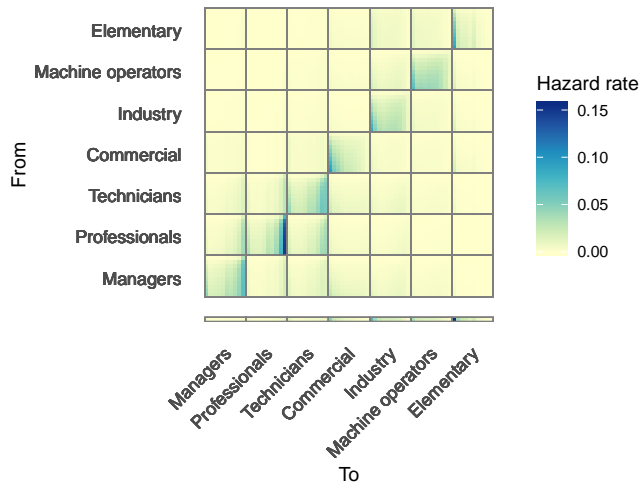 Elementary
Machine operators
Industry
Commercial
Technicians
Professionals
Managers
From
Hazard rate
0.15
0.10
0.05
0.00
Managers
Professionals
Technicians
Commercial
Industry
Machine operators
Elementary
To